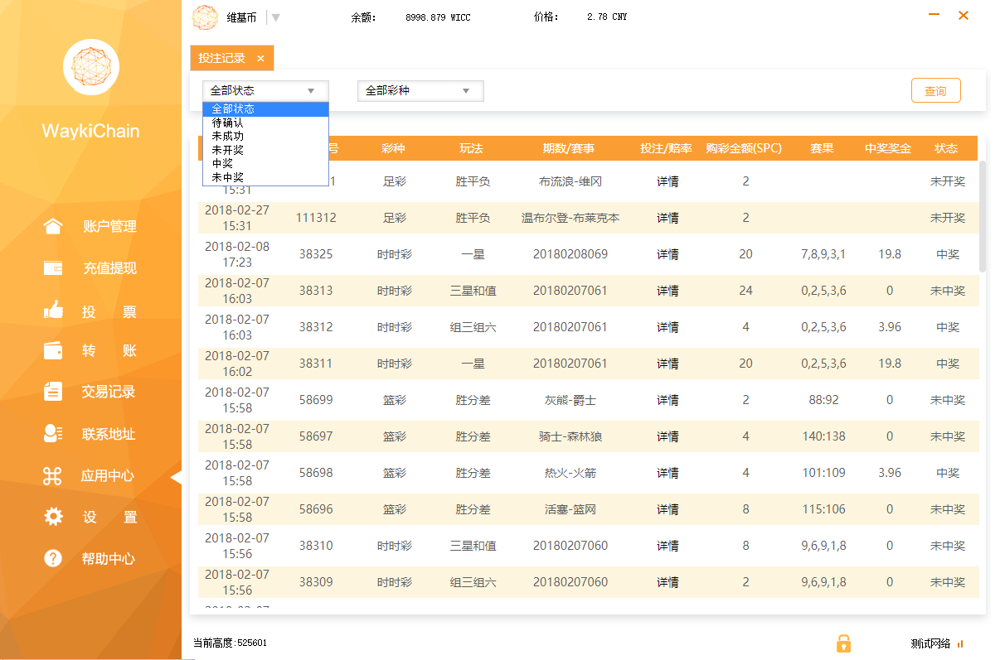 维基币
余额: 8998.879 WICC
价格: 2.78 CNY
WaykiChain
账户管理
充值提现
投 票
转 账
交易记录
联系地址
应用中心
设 置
帮助中心
投注记录 ×
全部状态 全部彩种 查询
全部状态
待确认
未成功
未开奖
中奖
未中奖
号 彩种 玩法 期数/赛事 投注/赔率 购彩金额(SPC) 赛果 中奖奖金 状态
1 足彩 胜平负 布流浪-维冈 详情 2 未开奖
15:31
2018-02-27 15:31 111312 足彩 胜平负 温布尔登-布莱克本 详情 2 未开奖
2018-02-08 17:23 38325 时时彩 一星 20180208069 详情 20 7,8,9,3,1 19.8 中奖
2018-02-07 16:03 38313 时时彩 三星和值 20180207061 详情 24 0,2,5,3,6 0 未中奖
2018-02-07 16:03 38312 时时彩 组三组六 20180207061 详情 4 0,2,5,3,6 3.96 中奖
2018-02-07 16:02 38311 时时彩 一星 20180207061 详情 20 0,2,5,3,6 19.8 中奖
2018-02-07 15:58 58699 篮彩 胜分差 灰熊-爵士 详情 2 88:92 0 未中奖
2018-02-07 15:58 58697 篮彩 胜分差 骑士-森林狼 详情 4 140:138 0 未中奖
2018-02-07 15:58 58698 篮彩 胜分差 热火-火箭 详情 4 101:109 3.96 中奖
2018-02-07 15:58 58696 篮彩 胜分差 活塞-篮网 详情 8 115:106 0 未中奖
2018-02-07 15:56 38310 时时彩 三星和值 20180207060 详情 8 9,6,9,1,8 0 未中奖
2018-02-07 15:56 38309 时时彩 组三组六 20180207060 详情 2 9,6,9,1,8 0 未中奖
当前高度:525601
测试网络